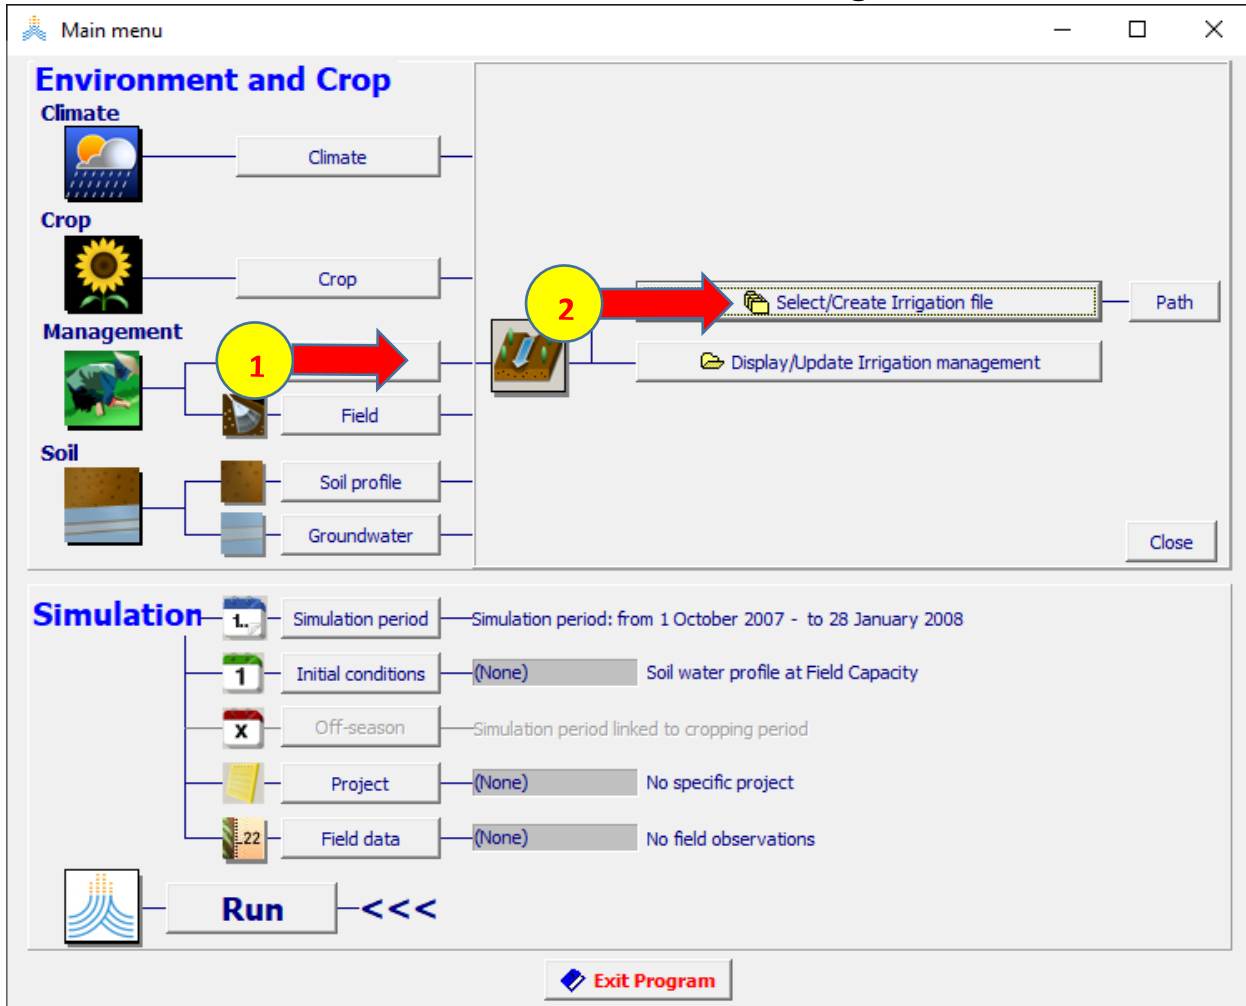 Main menu
Environment and Crop
Climate
Climate
Crop
Crop
2
Select/Create Irrigation file
Path
Management
1
Display/Update Irrigation management
Field
Soil
Soil profile
Groundwater
Close
Simulation
1..
Simulation period
Simulation period: from 1 October 2007 - to 28 January 2008
1
Initial conditions
(None)
Soil water profile at Field Capacity
X
Off-season
Simulation period linked to cropping period
Project
(None)
No specific project
.22
Field data
(None)
No field observations
Run
<<<
Exit Program